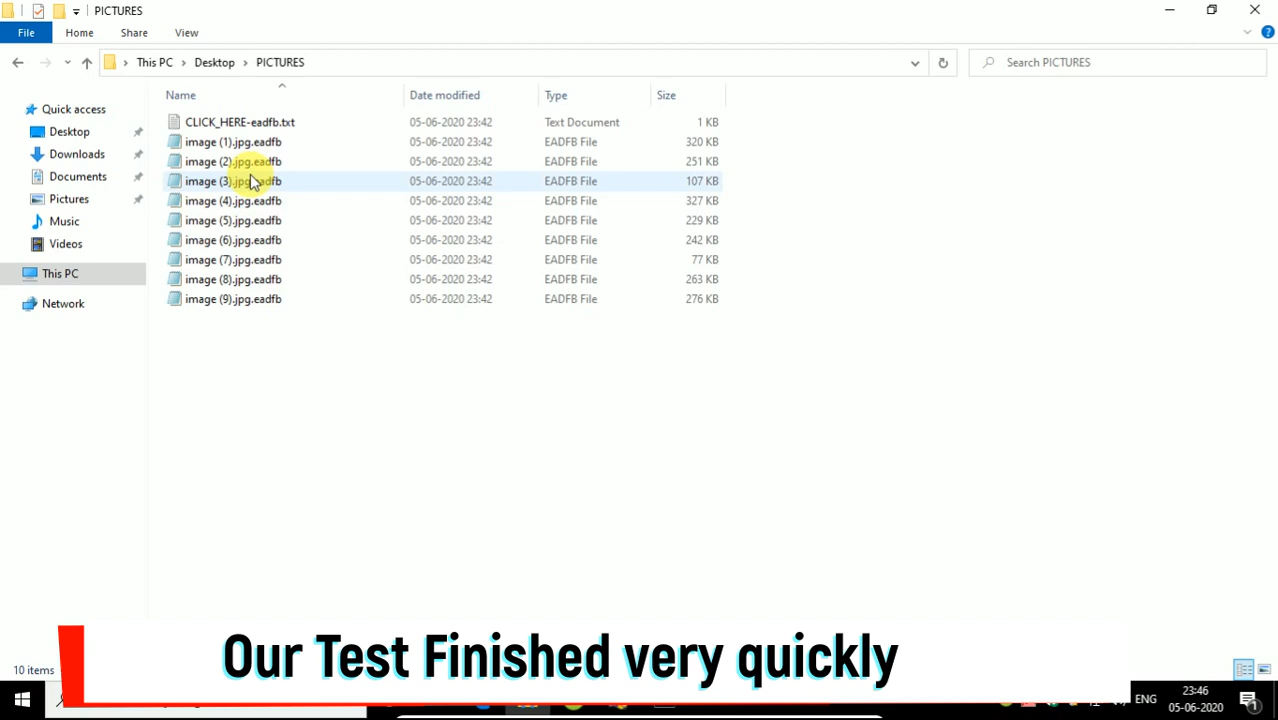 PICTURES
File Home Share View
This PC Desktop PICTURES Search PICTURES
Name Date modified Type Size
Quick access
Desktop
Downloads
Documents
Pictures
Music
Videos
This PC
Network
CLICK_HERE-eadfb.txt 05-06-2020 23:42 Text Document 1 KB
image (1).jpg.eadfb 05-06-2020 23:42 EADFB File 320 KB
image (2).jpg.eadfb 05-06-2020 23:42 EADFB File 251 KB
image (3).jpg.eadfb 05-06-2020 23:42 EADFB File 107 KB
image (4).jpg.eadfb 05-06-2020 23:42 EADFB File 327 KB
image (5).jpg.eadfb 05-06-2020 23:42 EADFB File 229 KB
image (6).jpg.eadfb 05-06-2020 23:42 EADFB File 242 KB
image (7).jpg.eadfb 05-06-2020 23:42 EADFB File 77 KB
image (8).jpg.eadfb 05-06-2020 23:42 EADFB File 263 KB
image (9).jpg.eadfb 05-06-2020 23:42 EADFB File 276 KB
Our Test Finished very quickly
10 items
ENG
23:46
05-06-2020
1